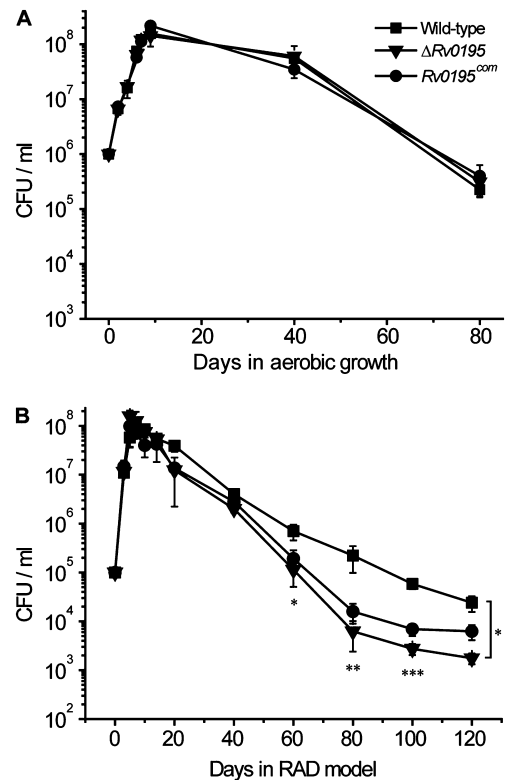 A
Wild-type
ΔRv0195
Rv0195com
10⁸
10⁷
10⁶
10⁵
10⁴
10³
CFU / ml
0 20 40 60 80
Days in aerobic growth
B
10⁸
10⁷
10⁶
10⁵
10⁴
10³
10²
CFU / ml
*
**
***
*
0 20 40 60 80 100 120
Days in RAD model